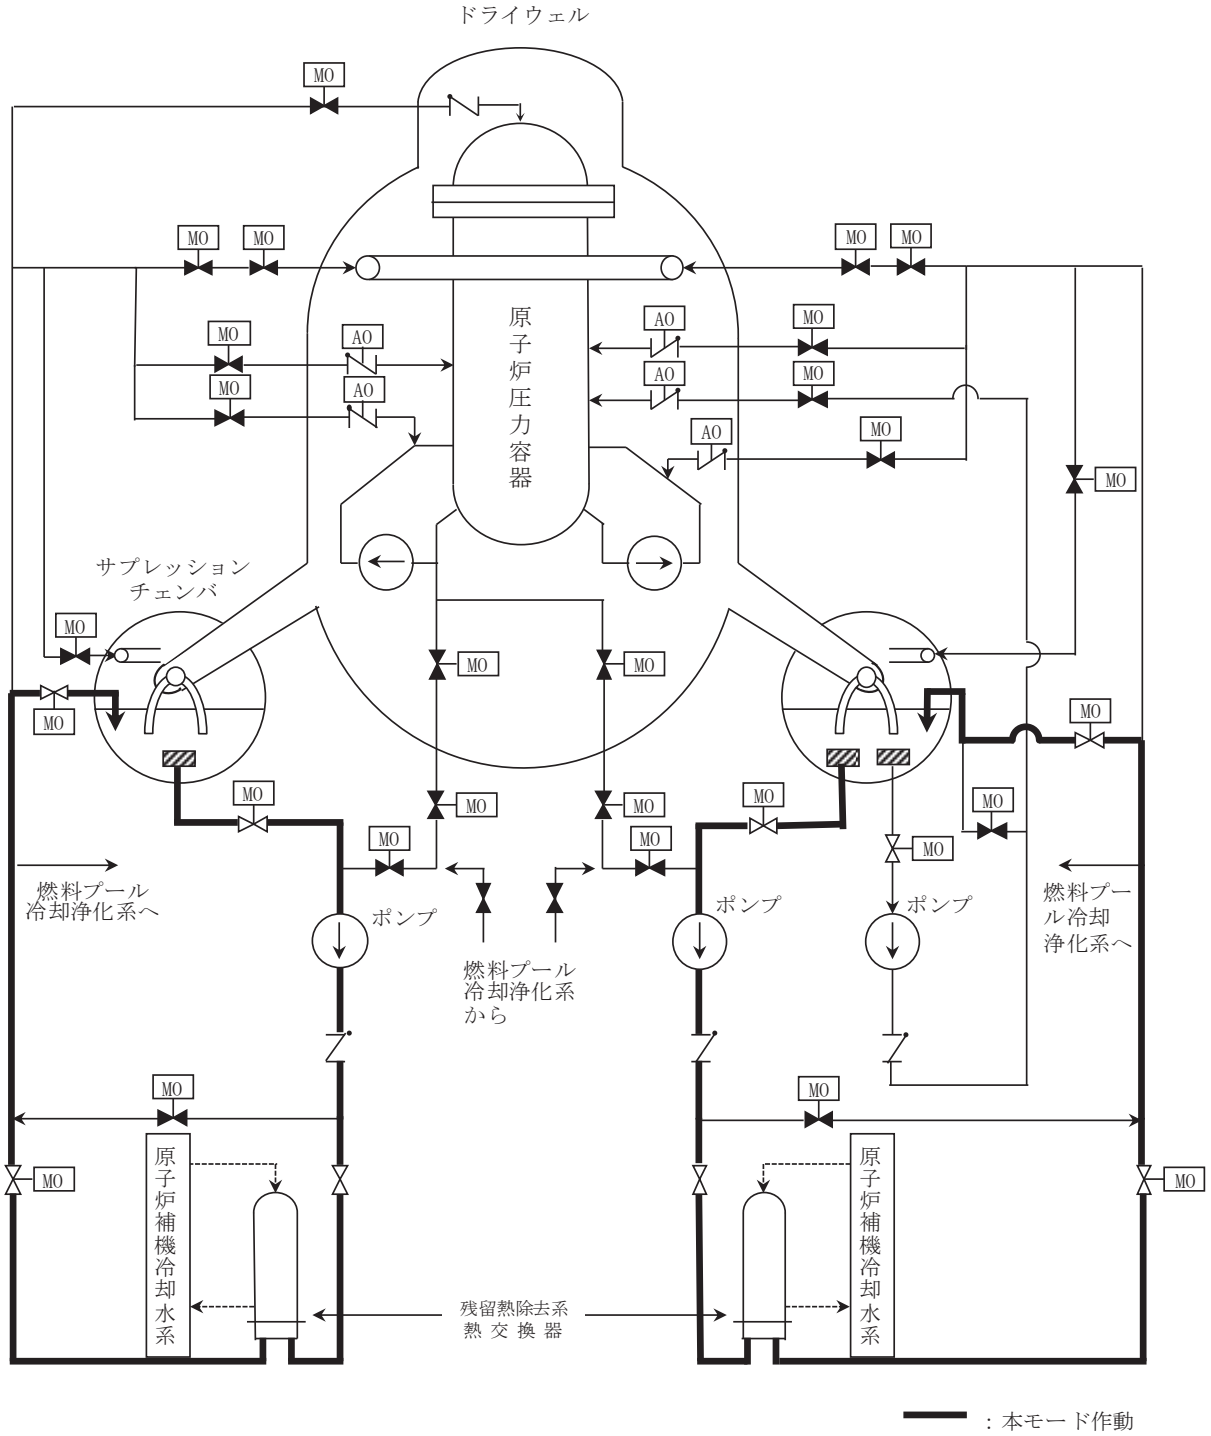 ドライウェル
MO
MO
MO
MO
MO
原子炉圧力容器
MO
AO
AO
MO
MO
AO
AO
MO
AO
MO
MO
MO
サプレッション
チェンバ
MO
MO
MO
MO
MO
MO
MO
MO
MO
MO
MO
MO
MO
燃料プール
冷却浄化系へ
ポンプ
ポンプ
ポンプ
燃料プー
ル冷却
浄化系へ
燃料プール
冷却浄化系
から
MO
MO
MO
MO
原子炉補機冷却水系
原子炉補機冷却水系
残留熱除去系
熱交換器
：本モード作動